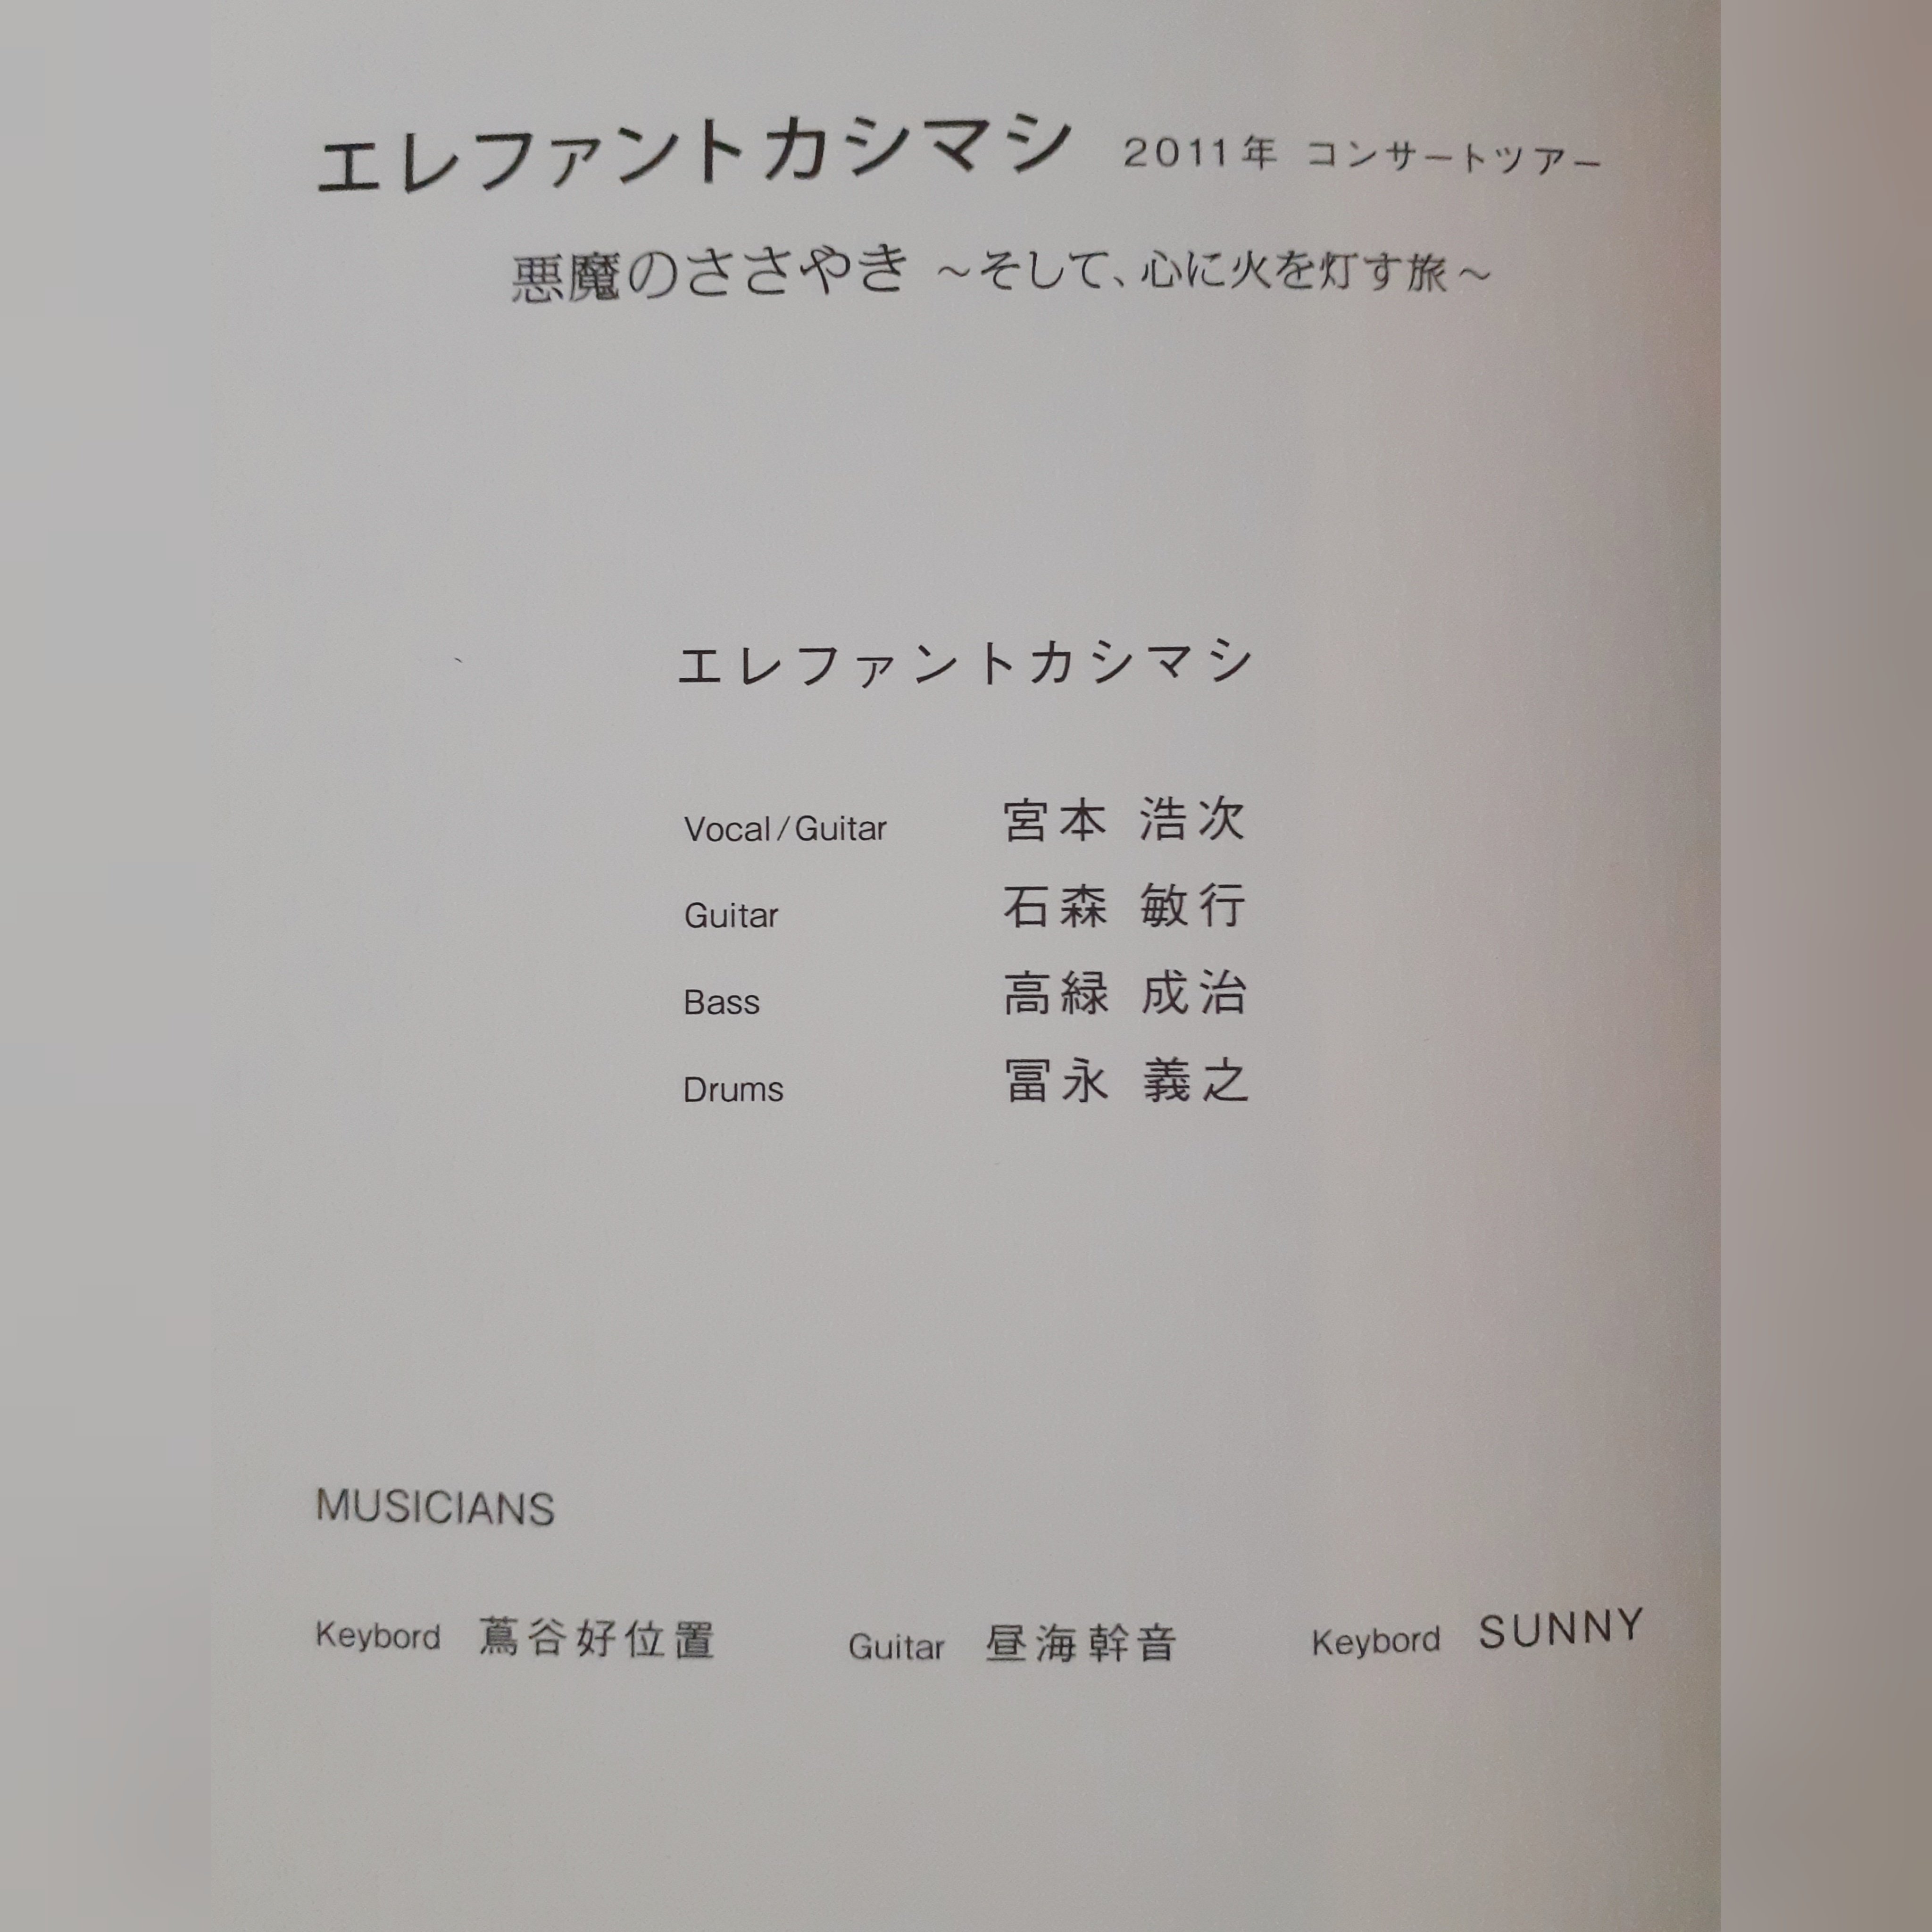 エレファントカシマシ 2011年 コンサートツアー
悪魔のささやき ～そして、心に火を灯す旅～
エレファントカシマシ
Vocal/Guitar 宮本 浩次
Guitar 石森 敏行
Bass 高緑 成治
Drums 冨永 義之
MUSICIANS
Keybord 蔦谷好位置 Guitar 昼海幹音 Keybord SUNNY